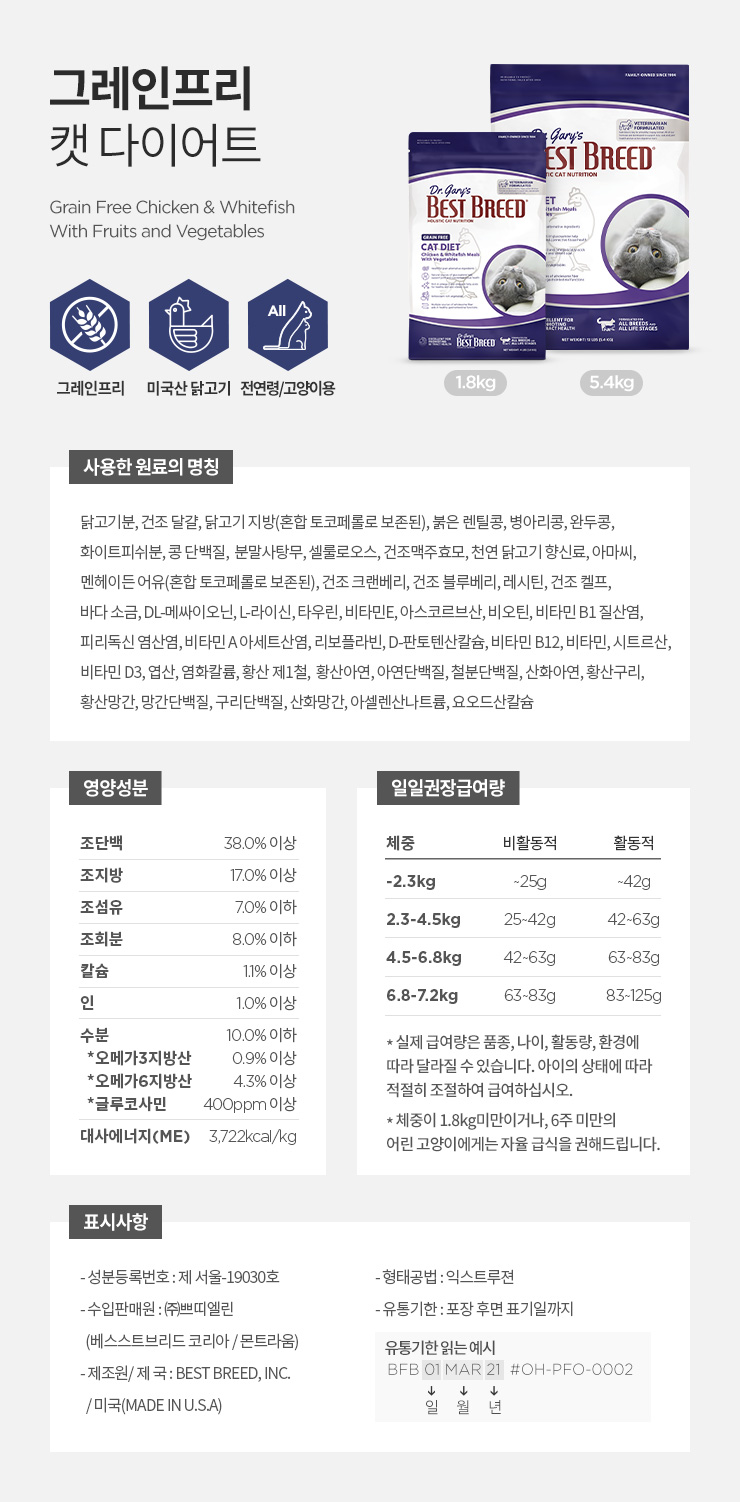 그레인프리
캣 다이어트
Grain Free Chicken & Whitefish
With Fruits and Vegetables
All
그레인프리
미국산 닭고기
전연령/고양이용
FAMILY-OWNED SINCE 1984
Dr. Gary's
BEST BREED
HOLISTIC CAT NUTRITION
VETERINARIAN
FORMULATED
GRAIN FREE
CAT DIET
Chicken & Whitefish Meals
With Vegetables
Dr. Gary's
BEST BREED
ALL BREEDS AND
ALL LIFE STAGES
FAMILY-OWNED SINCE 1984
Dr. Gary's
EST BREED
TIC CAT NUTRITION
VETERINARIAN
FORMULATED
ALL BREEDS AND
ALL LIFE STAGES
1.8kg
5.4kg
사용한 원료의 명칭
닭고기분, 건조 달걀, 닭고기 지방(혼합 토코페롤로 보존된), 붉은 렌틸콩, 병아리콩, 완두콩,
화이트피쉬분, 콩 단백질, 분말사탕무, 셀룰로오스, 건조맥주효모, 천연 닭고기 향신료, 아마씨,
멘헤이든 어유(혼합 토코페롤로 보존된), 건조 크랜베리, 건조 블루베리, 레시틴, 건조 켈프,
바다 소금, DL-메싸이오닌, L-라이신, 타우린, 비타민E, 아스코르브산, 비오틴, 비타민 B1 질산염,
피리독신 염산염, 비타민 A 아세트산염, 리보플라빈, D-판토텐산칼슘, 비타민 B12, 비타민, 시트르산,
비타민 D3, 엽산, 염화칼륨, 황산 제1철, 황산아연, 아연단백질, 철분단백질, 산화아연, 황산구리,
황산망간, 망간단백질, 구리단백질, 산화망간, 아셀렌산나트륨, 요오드산칼슘
영양성분
조단백 38.0% 이상
조지방 17.0% 이상
조섬유 7.0% 이하
조회분 8.0% 이하
칼슘 1.1% 이상
인 1.0% 이상
수분 10.0% 이하
*오메가3지방산 0.9% 이상
*오메가6지방산 4.3% 이상
*글루코사민 400ppm 이상
대사에너지(ME) 3,722kcal/kg
일일권장급여량
체중 비활동적 활동적
-2.3kg ~25g ~42g
2.3-4.5kg 25~42g 42~63g
4.5-6.8kg 42~63g 63~83g
6.8-7.2kg 63~83g 83~125g
* 실제 급여량은 품종, 나이, 활동량, 환경에
따라 달라질 수 있습니다. 아이의 상태에 따라
적절히 조절하여 급여하십시오.
* 체중이 1.8kg미만이거나, 6주 미만의
어린 고양이에게는 자율 급식을 권해드립니다.
표시사항
- 성분등록번호 : 제 서울-19030호
- 수입판매원 : ㈜쁘띠엘린
(베스스트브리드 코리아 / 몬트라움)
- 제조원/ 제 국 : BEST BREED, INC.
/ 미국(MADE IN U.S.A)
- 형태공법 : 익스트루젼
- 유통기한 : 포장 후면 표기일까지
유통기한 읽는 예시
BFB 01 MAR 21 #OH-PFO-0002
↓ ↓ ↓
일 월 년